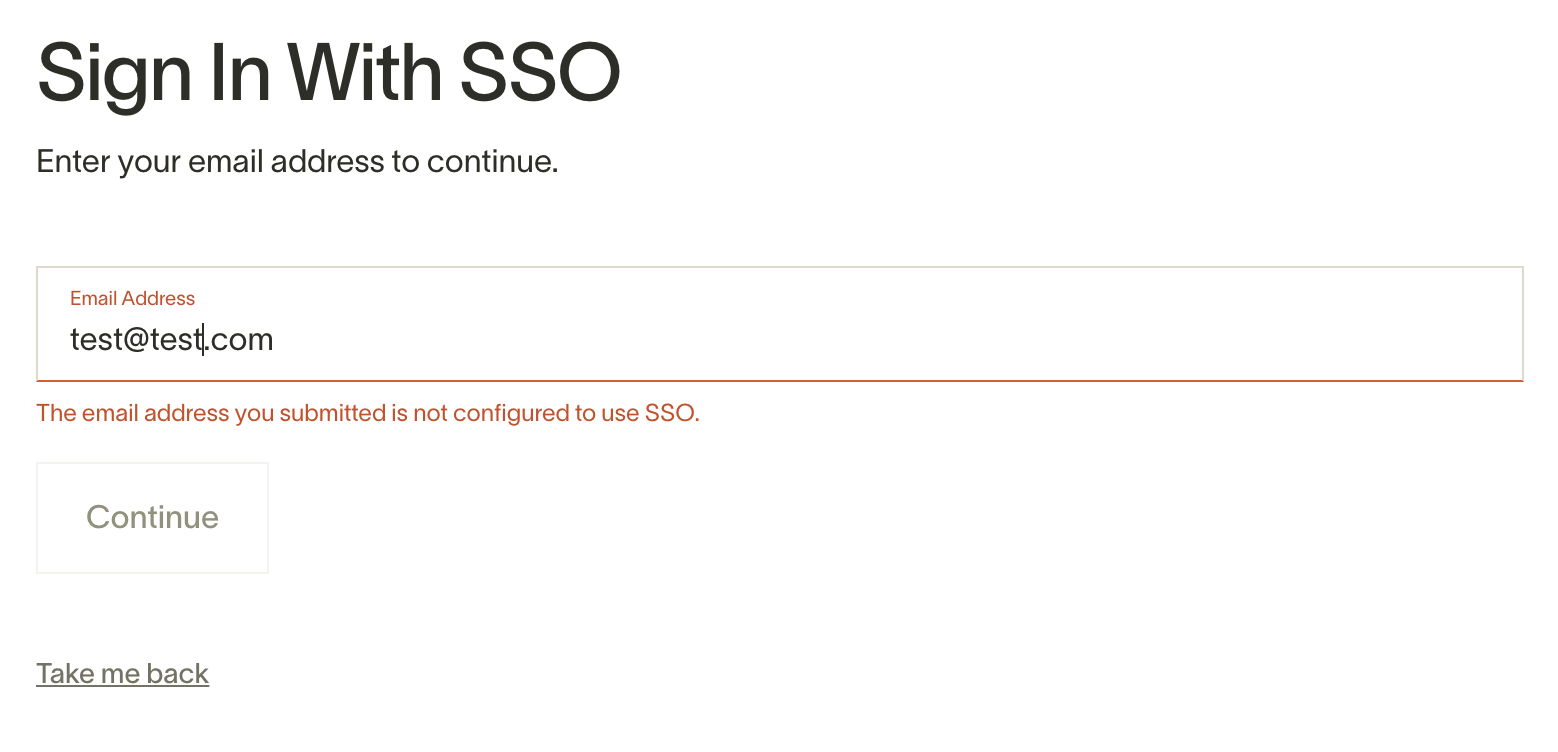 Sign In With SSO
Enter your email address to continue.
Email Address
test@test.com
The email address you submitted is not configured to use SSO.
Continue
Take me back